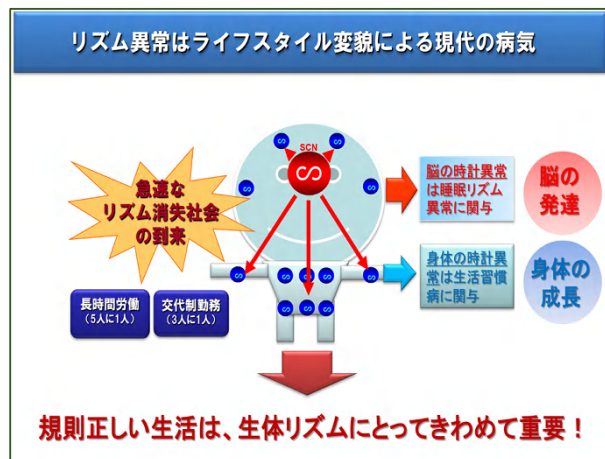 リズム異常はライフスタイル変貌による現代の病気
SCN
急速な
リズム消失社会
の到来
脳の時計異常
は睡眠リズム
異常に関与
脳の
発達
身体の時計異
常は生活習慣
病に関与
身体の
成長
長時間労働
(5人に1人)
交代制勤務
(3人に1人)
規則正しい生活は、生体リズムにとってきわめて重要！